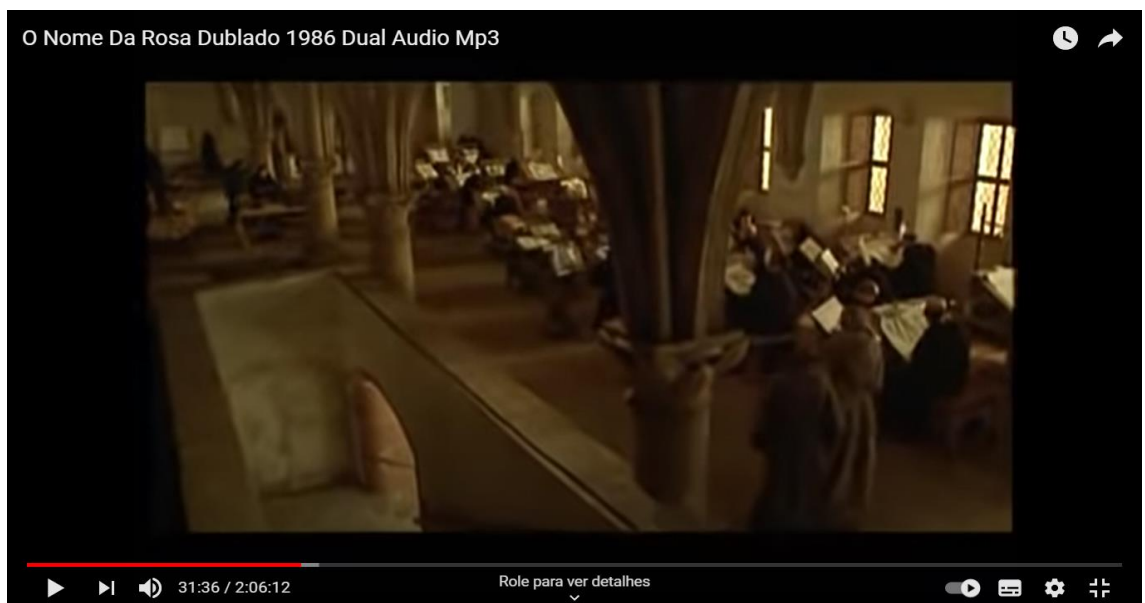 O Nome Da Rosa Dublado 1986 Dual Audio Mp3
31:36 / 2:06:12
Role para ver detalhes